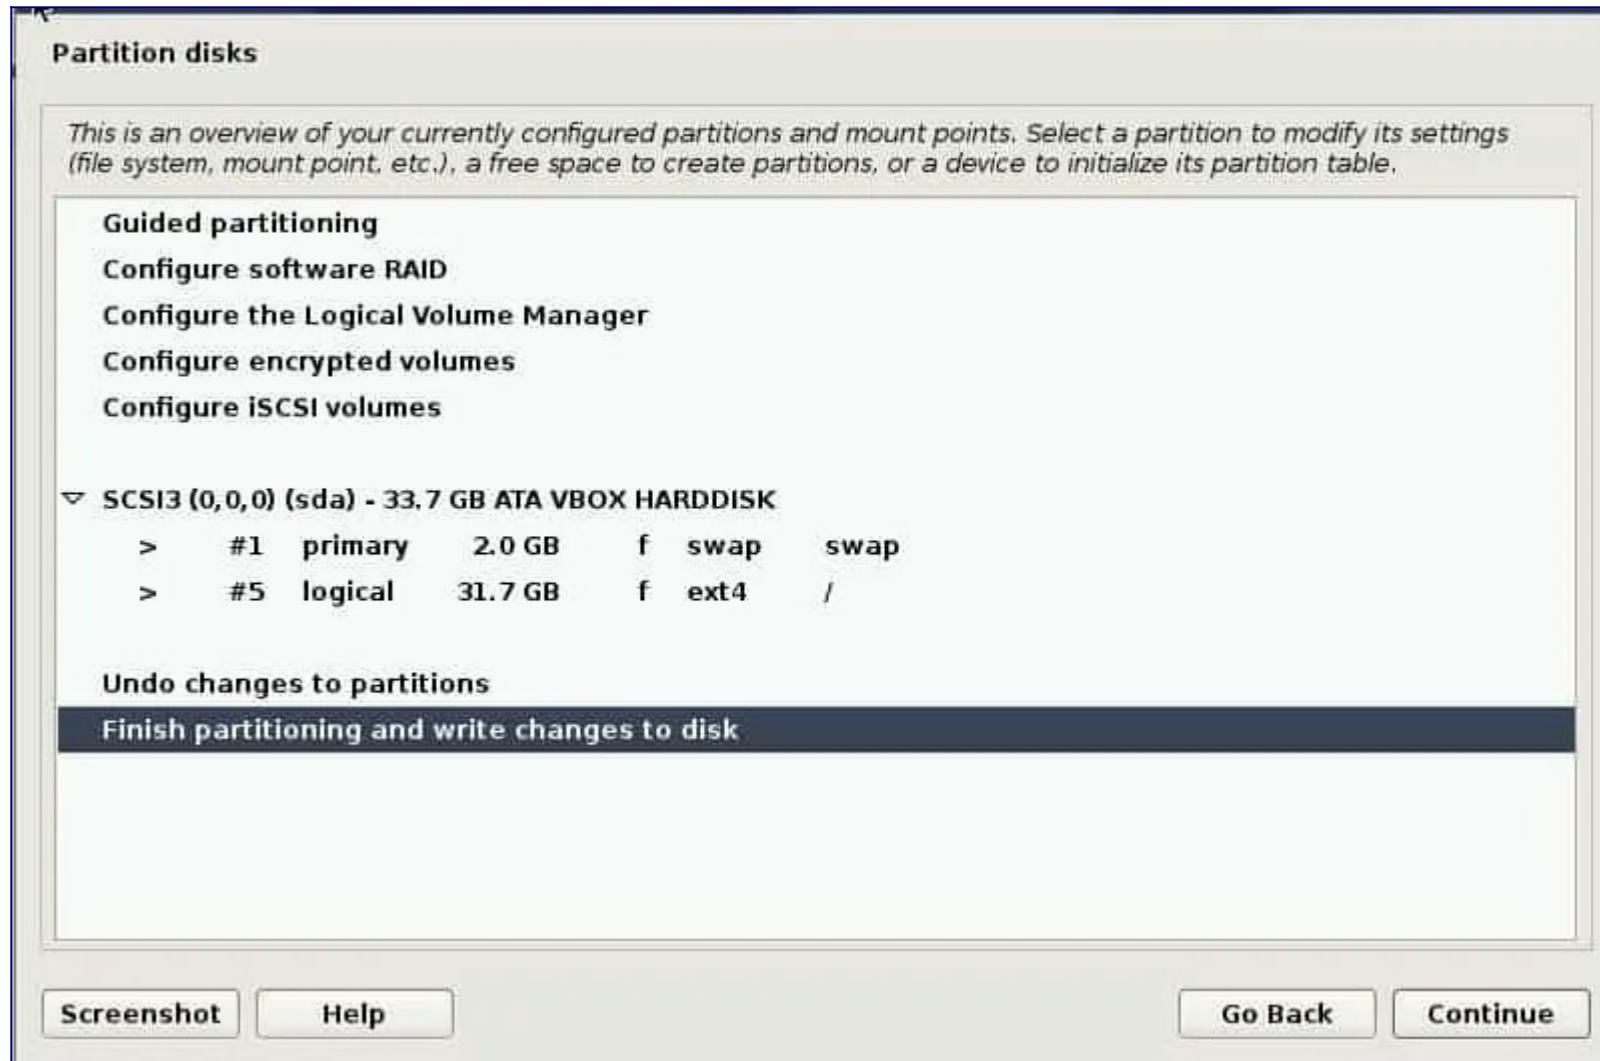 Partition disks
This is an overview of your currently configured partitions and mount points. Select a partition to modify its settings
(file system, mount point, etc.), a free space to create partitions, or a device to initialize its partition table.
Guided partitioning
Configure software RAID
Configure the Logical Volume Manager
Configure encrypted volumes
Configure iSCSI volumes
SCSI3 (0,0,0) (sda) - 33.7 GB ATA VBOX HARDDISK
> #1 primary 2.0 GB f swap swap
> #5 logical 31.7 GB f ext4 /
Undo changes to partitions
Finish partitioning and write changes to disk
Screenshot Help Go Back Continue